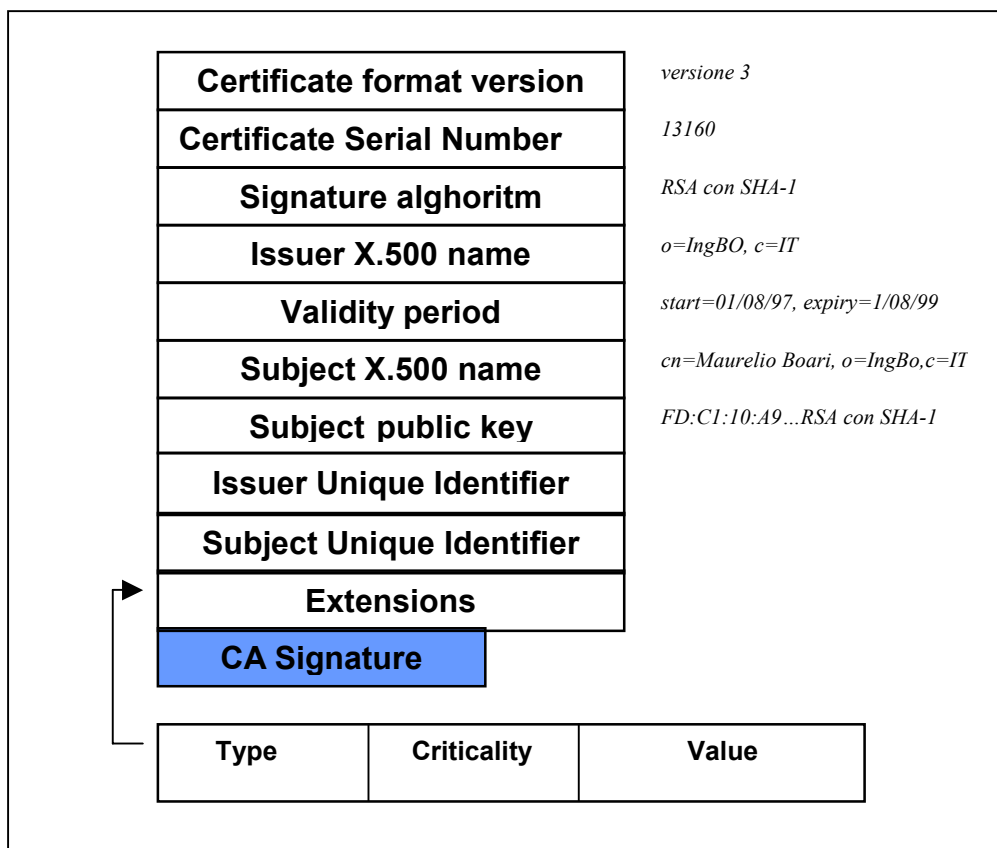 Certificate format version versione 3
Certificate Serial Number 13160
Signature alghoritm RSA con SHA-1
Issuer X.500 name o=IngBO, c=IT
Validity period start=01/08/97, expiry=1/08/99
Subject X.500 name cn=Maurelio Boari, o=IngBo,c=IT
Subject public key FD:C1:10:A9…RSA con SHA-1
Issuer Unique Identifier
Subject Unique Identifier
Extensions
CA Signature
Type Criticality Value